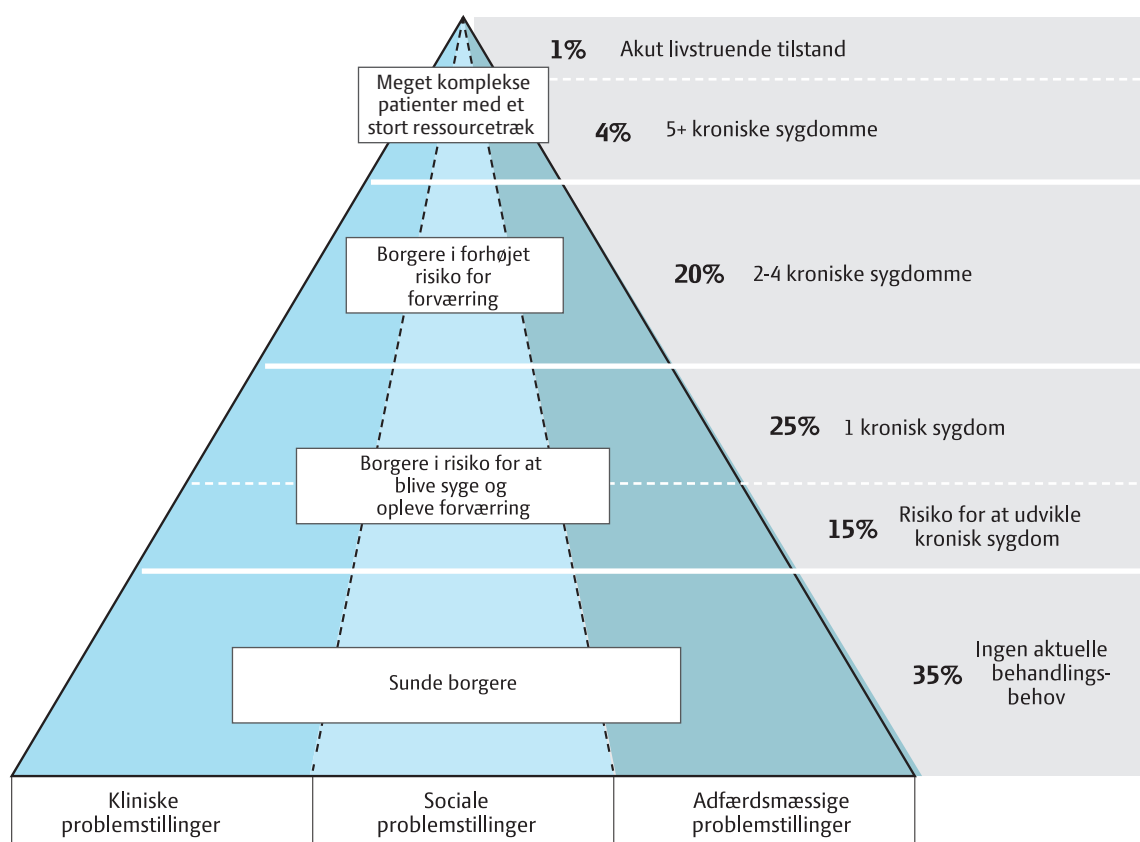 1% Akut livstruende tilstand
Meget komplekse
patienter med et
stort ressourcetræk
4% 5+ kroniske sygdomme
Borgere i forhøjet
risiko for
forværring
20% 2-4 kroniske sygdomme
25% 1 kronisk sygdom
Borgere i risiko for at
blive syge og
opleve forværring
15% Risiko for at udvikle
kronisk sygdom
Sunde borgere
35% Ingen aktuelle
behandlings-
behov
Kliniske
problemstillinger
Sociale
problemstillinger
Adfærdsmæssige
problemstillinger